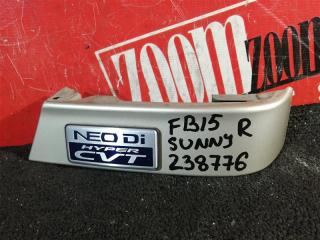 ZOOM
zoom
NEO Di
HYPER
CVT
FB15 R
SUNNY
238776